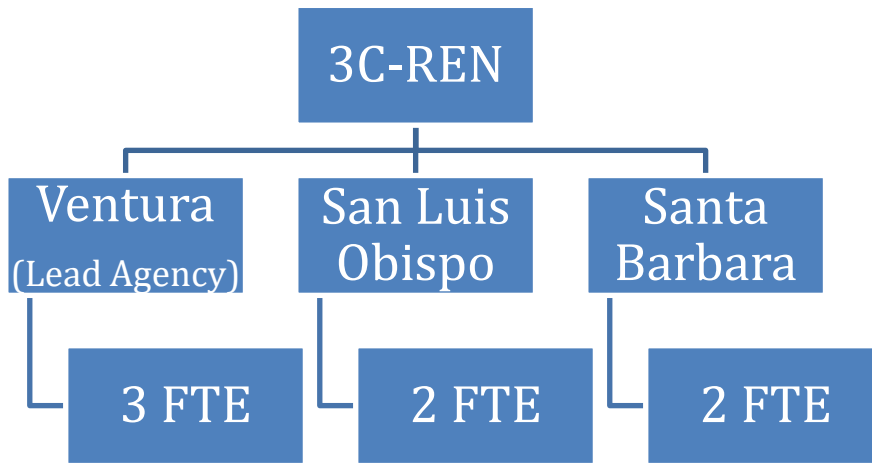 3C-REN
Ventura
(Lead Agency)
San Luis
Obispo
Santa
Barbara
3 FTE
2 FTE
2 FTE